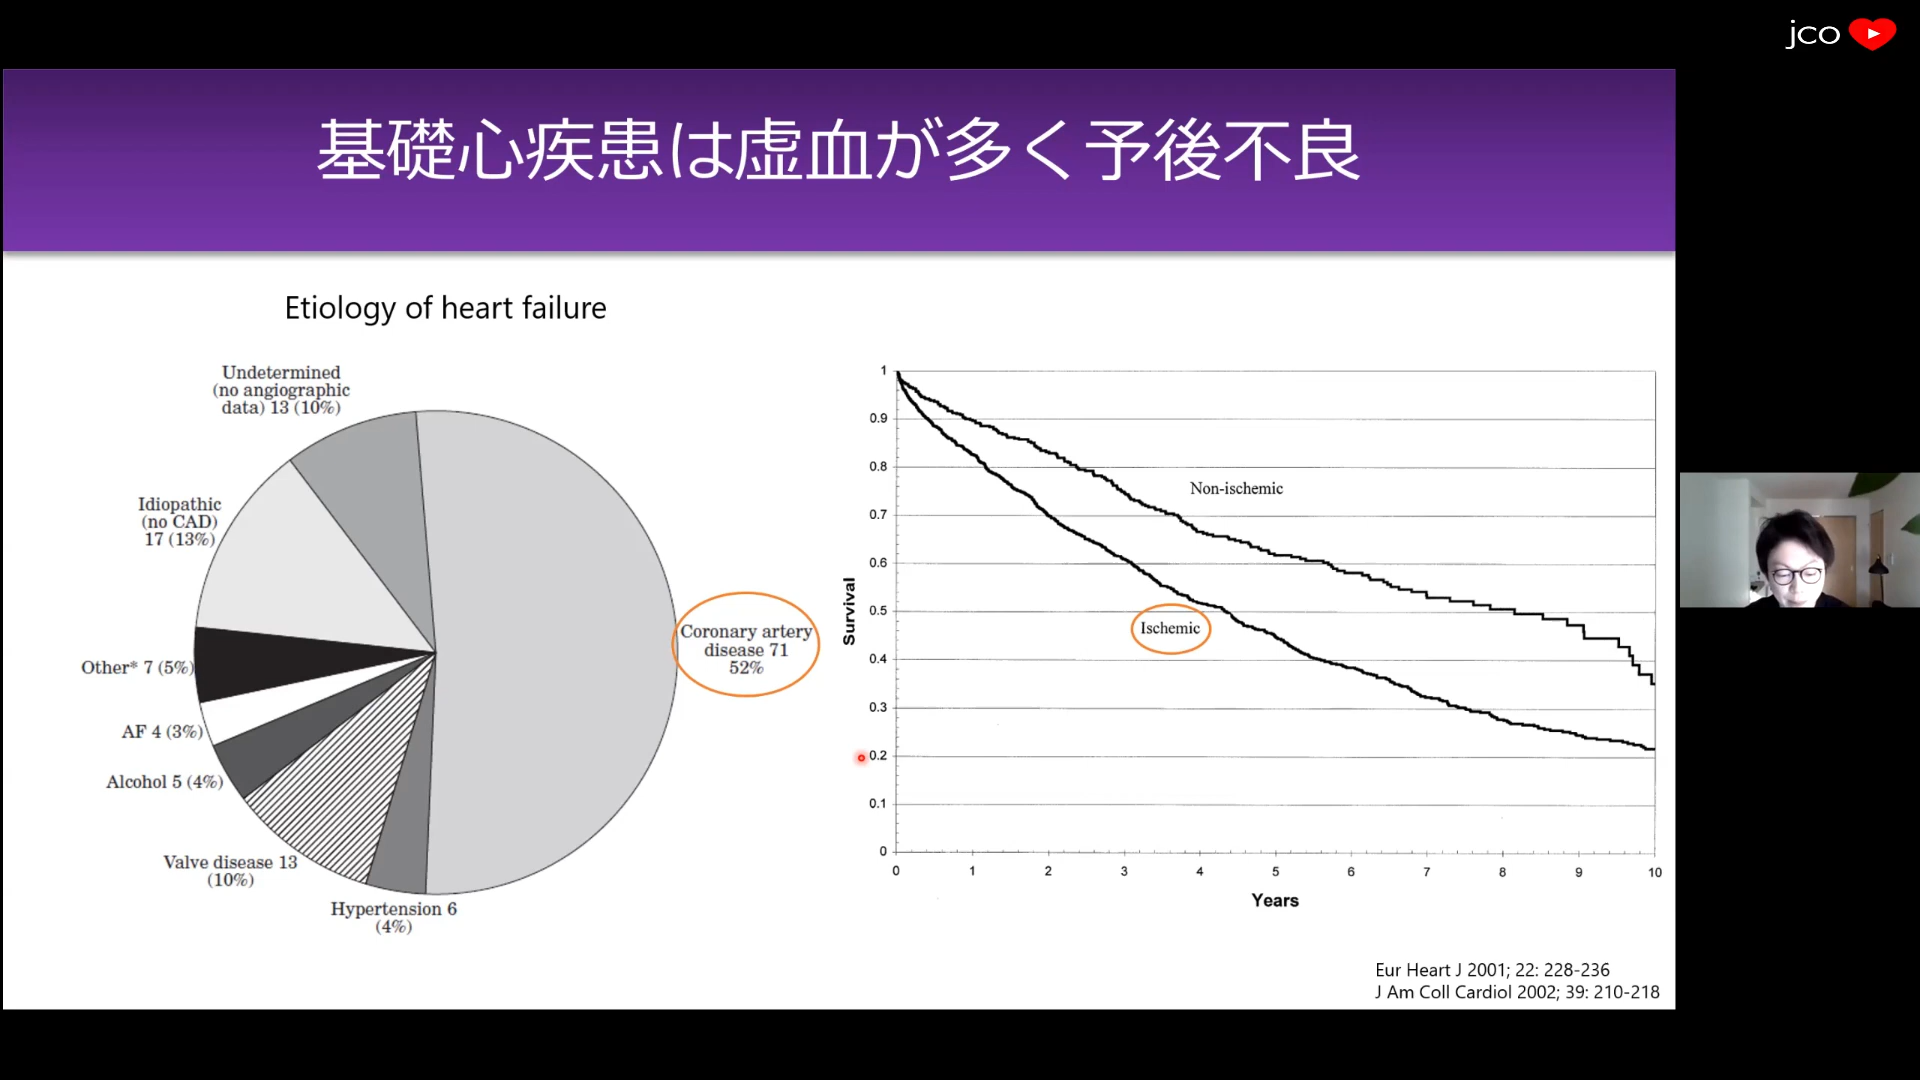 jco
基礎心疾患は虚血が多く予後不良
Etiology of heart failure
Undetermined
(no angiographic
data) 13 (10%)
Idiopathic
(no CAD)
17 (13%)
Other* 7 (5%)
AF 4 (3%)
Alcohol 5 (4%)
Valve disease 13
(10%)
Hypertension 6
(4%)
Coronary artery
disease 71
52%
Survival
1
0.9
0.8
0.7
0.6
0.5
0.4
0.3
0.2
0.1
0
Non-ischemic
Ischemic
0 1 2 3 4 5 6 7 8 9 10
Years
Eur Heart J 2001; 22: 228-236
J Am Coll Cardiol 2002; 39: 210-218